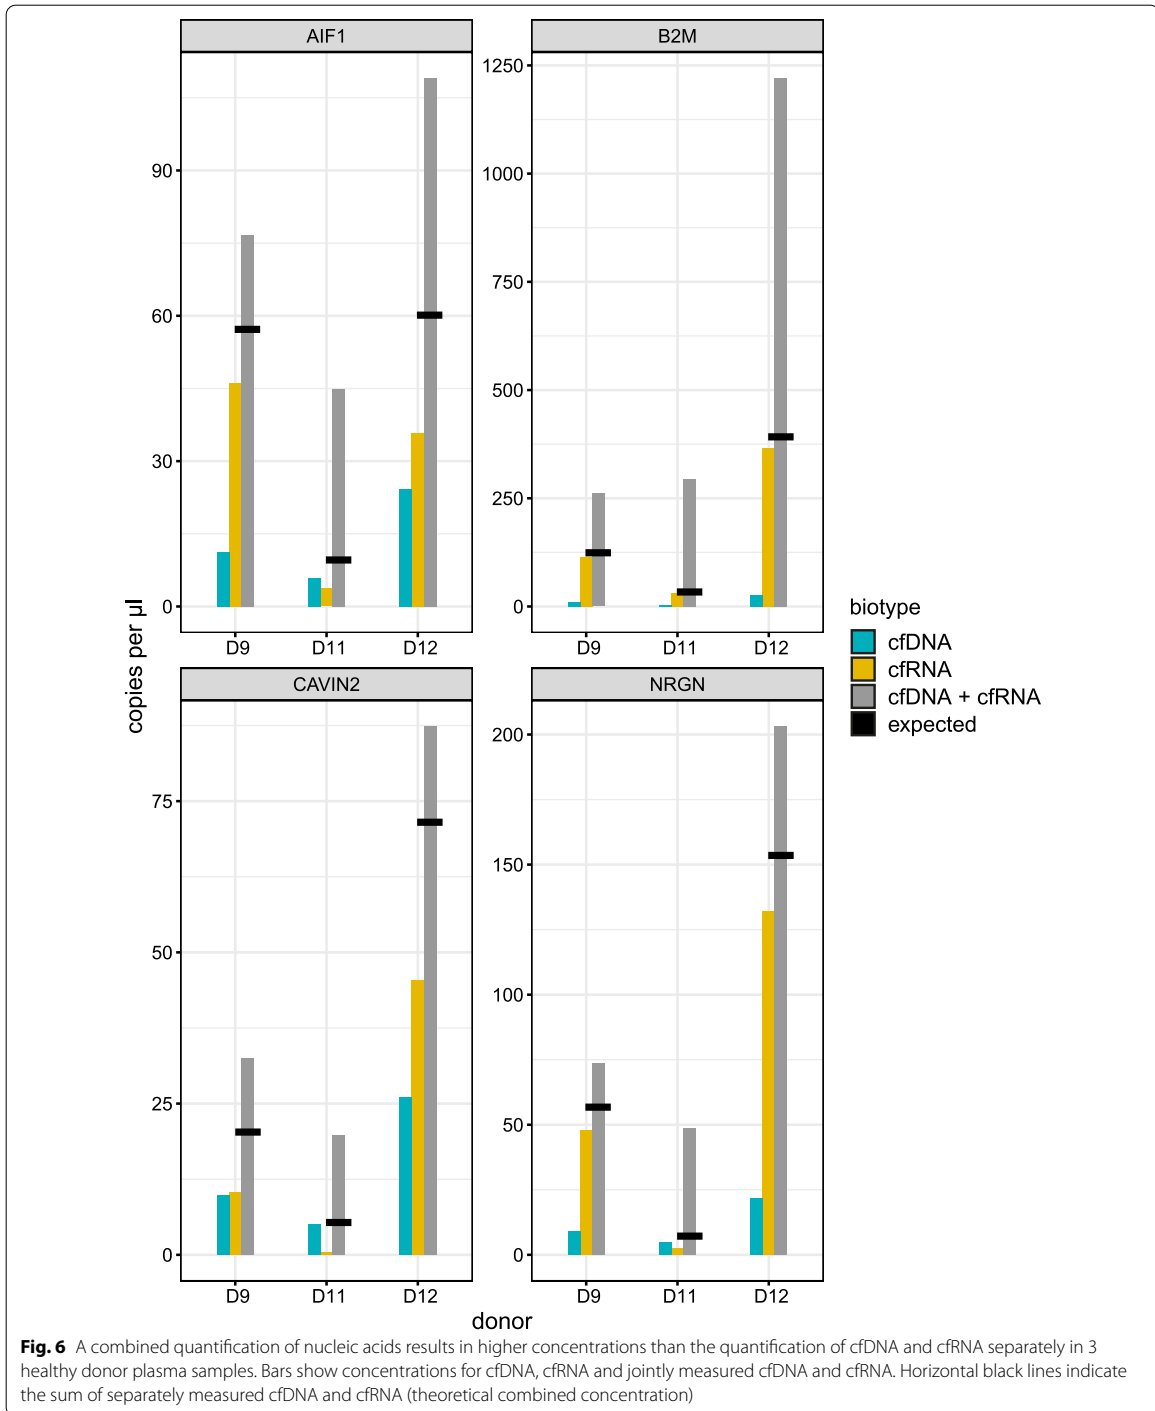 AIF1
B2M
90
60
30
0
1250
1000
750
500
250
0
D9 D11 D12
D9 D11 D12
CAVIN2
NRGN
75
50
25
0
200
150
100
50
0
D9 D11 D12
D9 D11 D12
copies per µl
donor
biotype
cfDNA
cfRNA
cfDNA + cfRNA
expected
Fig. 6 A combined quantification of nucleic acids results in higher concentrations than the quantification of cfDNA and cfRNA separately in 3
healthy donor plasma samples. Bars show concentrations for cfDNA, cfRNA and jointly measured cfDNA and cfRNA. Horizontal black lines indicate
the sum of separately measured cfDNA and cfRNA (theoretical combined concentration)